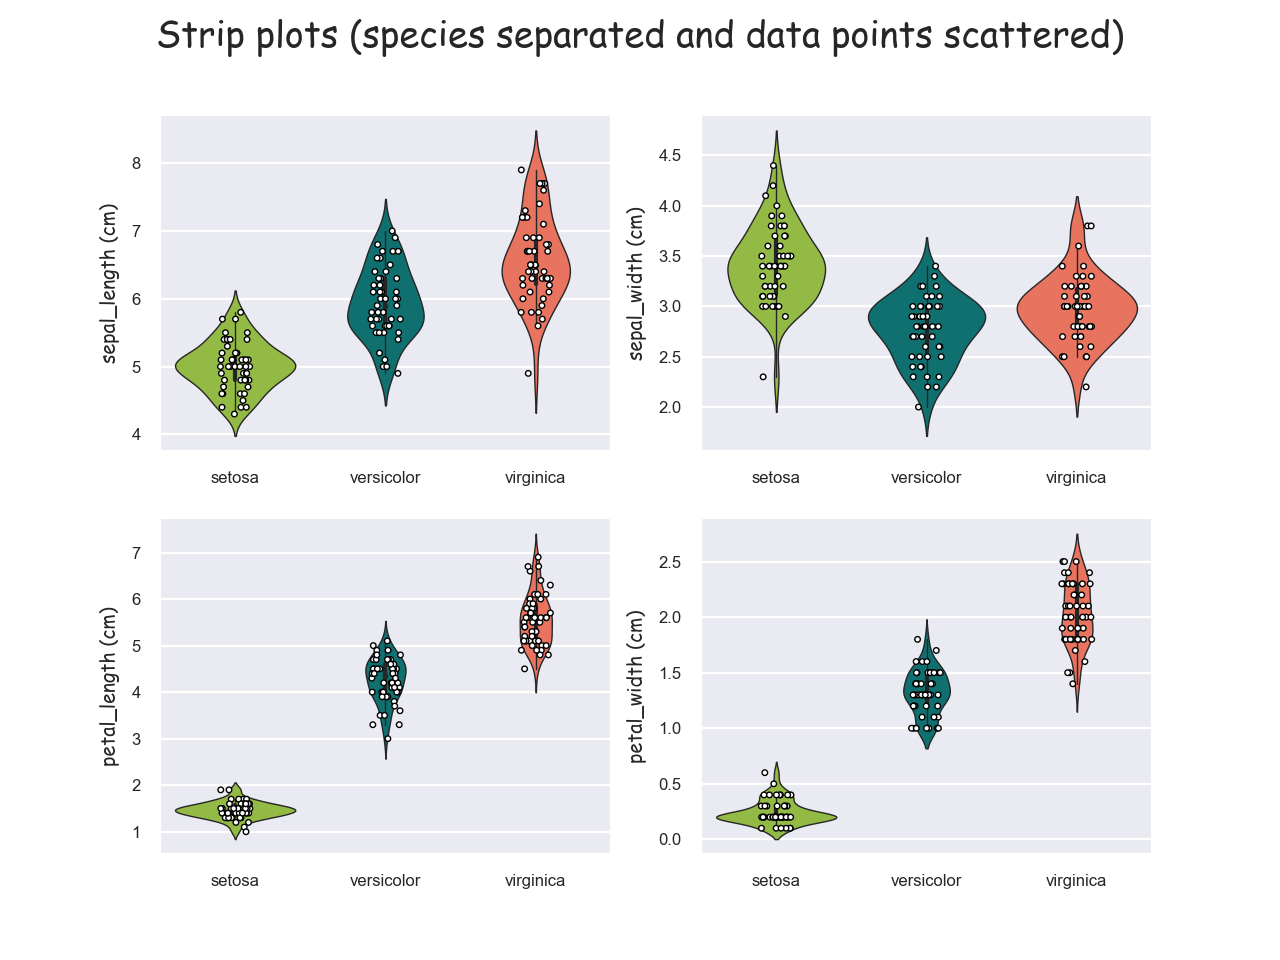 Strip plots (species separated and data points scattered)
sepal_length (cm)
8
7
6
5
4
setosa versicolor virginica
sepal_width (cm)
4.5
4.0
3.5
3.0
2.5
2.0
setosa versicolor virginica
petal_length (cm)
7
6
5
4
3
2
1
setosa versicolor virginica
petal_width (cm)
2.5
2.0
1.5
1.0
0.5
0.0
setosa versicolor virginica